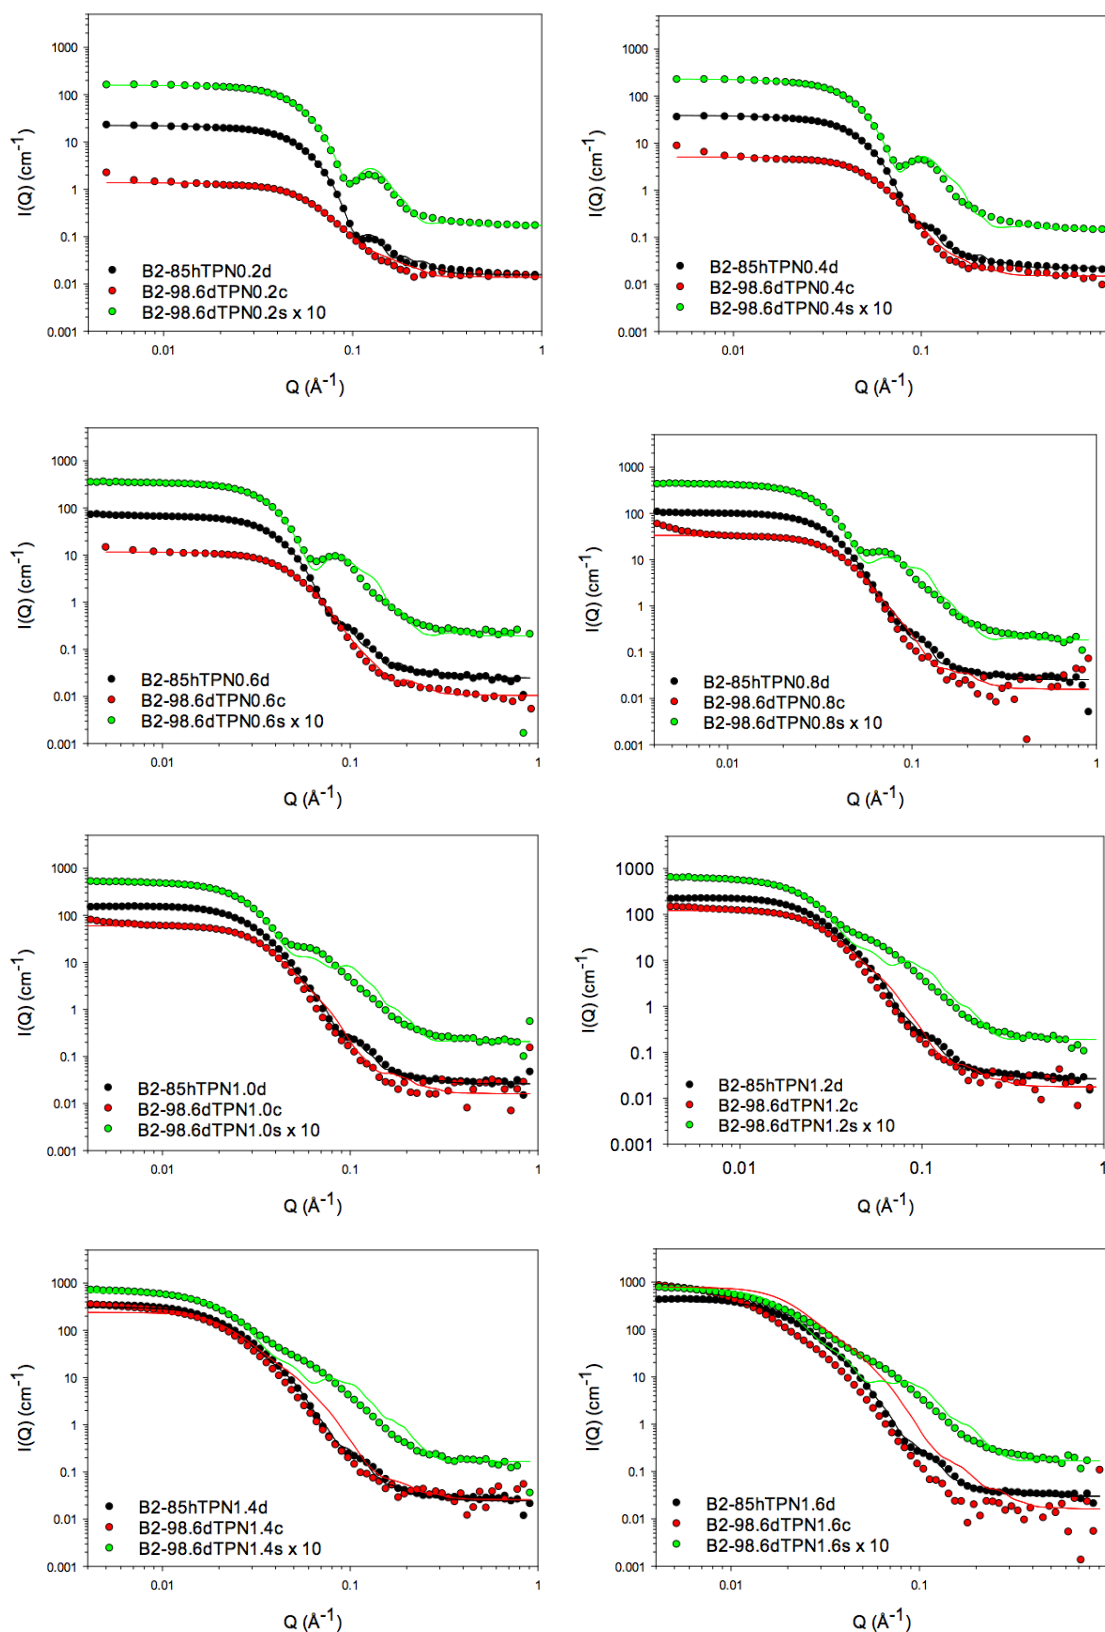 1000
100
10
1
0.1
0.01
0.001
I(Q) (cm-1)
B2-85hTPN0.2d
B2-98.6dTPN0.2c
B2-98.6dTPN0.2s x 10
0.01 0.1 1
Q (Å-1)
1000
100
10
1
0.1
0.01
0.001
I(Q) (cm-1)
B2-85hTPN0.4d
B2-98.6dTPN0.4c
B2-98.6dTPN0.4s x 10
0.01 0.1 1
Q (Å-1)
1000
100
10
1
0.1
0.01
0.001
I(Q) (cm-1)
B2-85hTPN0.6d
B2-98.6dTPN0.6c
B2-98.6dTPN0.6s x 10
0.01 0.1 1
Q (Å-1)
1000
100
10
1
0.1
0.01
0.001
I(Q) (cm-1)
B2-85hTPN0.8d
B2-98.6dTPN0.8c
B2-98.6dTPN0.8s x 10
0.01 0.1 1
Q (Å-1)
1000
100
10
1
0.1
0.01
0.001
I(Q) (cm-1)
B2-85hTPN1.0d
B2-98.6dTPN1.0c
B2-98.6dTPN1.0s x 10
0.01 0.1 1
Q (Å-1)
1000
100
10
1
0.1
0.01
0.001
I(Q) (cm-1)
B2-85hTPN1.2d
B2-98.6dTPN1.2c
B2-98.6dTPN1.2s x 10
0.01 0.1 1
Q (Å-1)
1000
100
10
1
0.1
0.01
0.001
I(Q) (cm-1)
B2-85hTPN1.4d
B2-98.6dTPN1.4c
B2-98.6dTPN1.4s x 10
0.01 0.1 1
Q (Å-1)
1000
100
10
1
0.1
0.01
0.001
I(Q) (cm-1)
B2-85hTPN1.6d
B2-98.6dTPN1.6c
B2-98.6dTPN1.6s x 10
0.01 0.1 1
Q (Å-1)